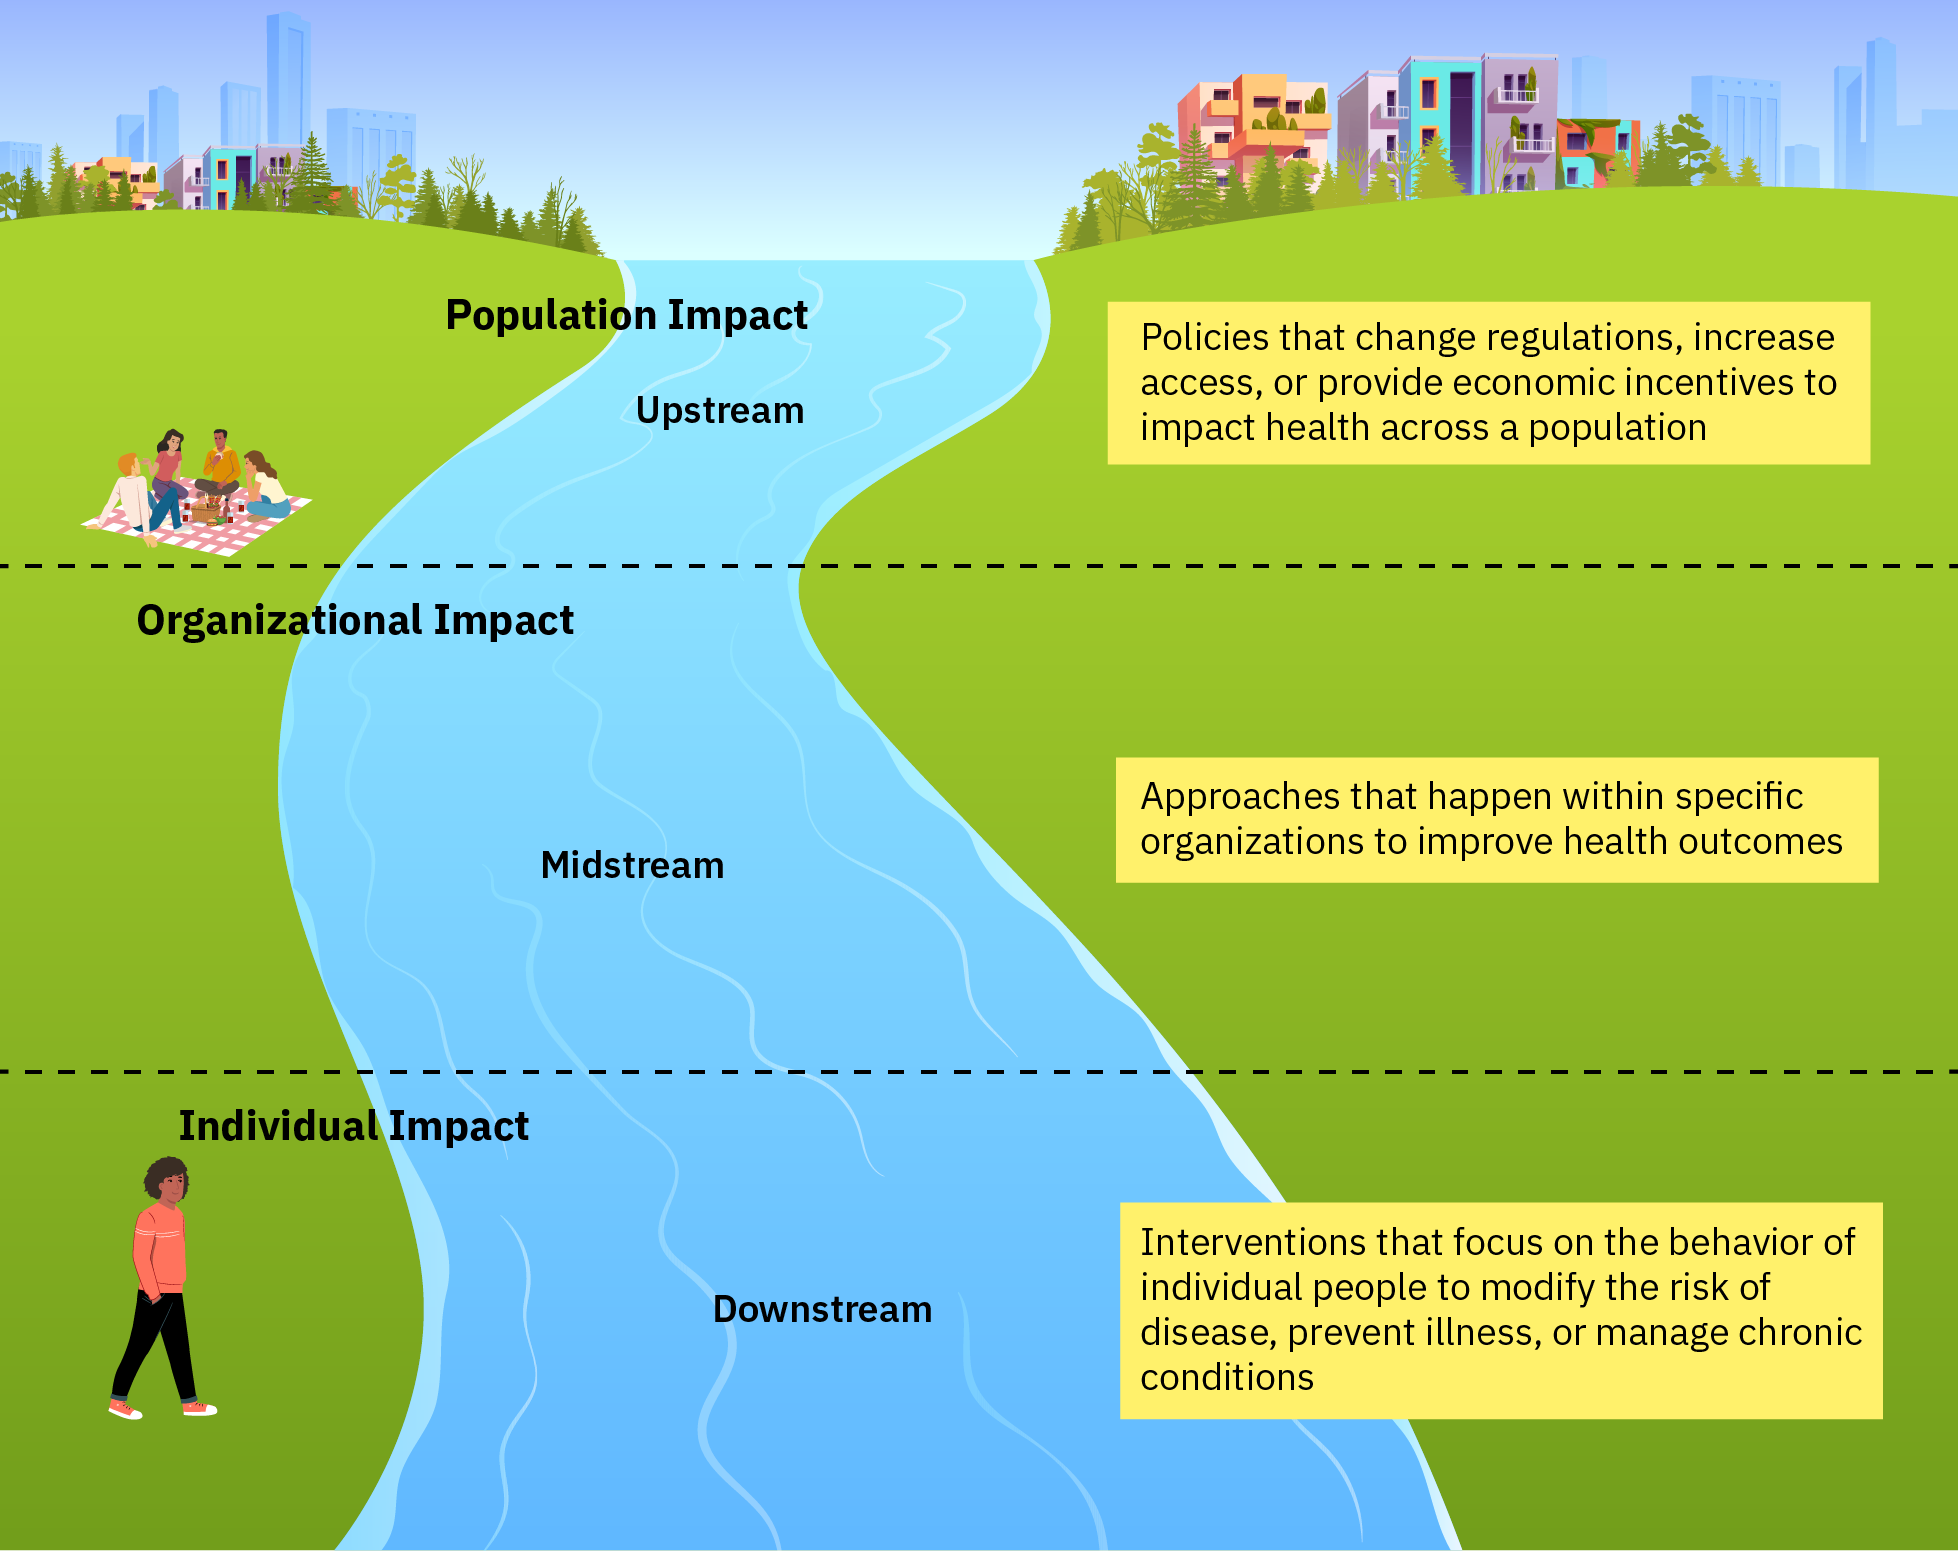 Population Impact
Upstream
Policies that change regulations, increase
access, or provide economic incentives to
impact health across a population
Organizational Impact
Midstream
Approaches that happen within specific
organizations to improve health outcomes
Individual Impact
Downstream
Interventions that focus on the behavior of
individual people to modify the risk of
disease, prevent illness, or manage chronic
conditions